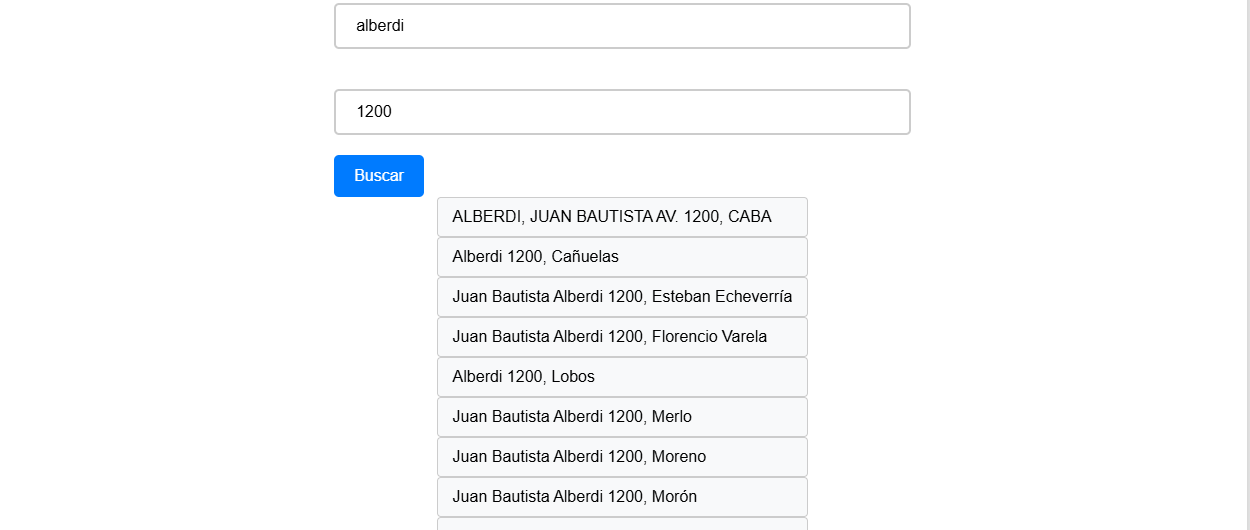 alberdi
1200
Buscar
ALBERDI, JUAN BAUTISTA AV. 1200, CABA
Alberdi 1200, Cañuelas
Juan Bautista Alberdi 1200, Esteban Echeverría
Juan Bautista Alberdi 1200, Florencio Varela
Alberdi 1200, Lobos
Juan Bautista Alberdi 1200, Merlo
Juan Bautista Alberdi 1200, Moreno
Juan Bautista Alberdi 1200, Morón